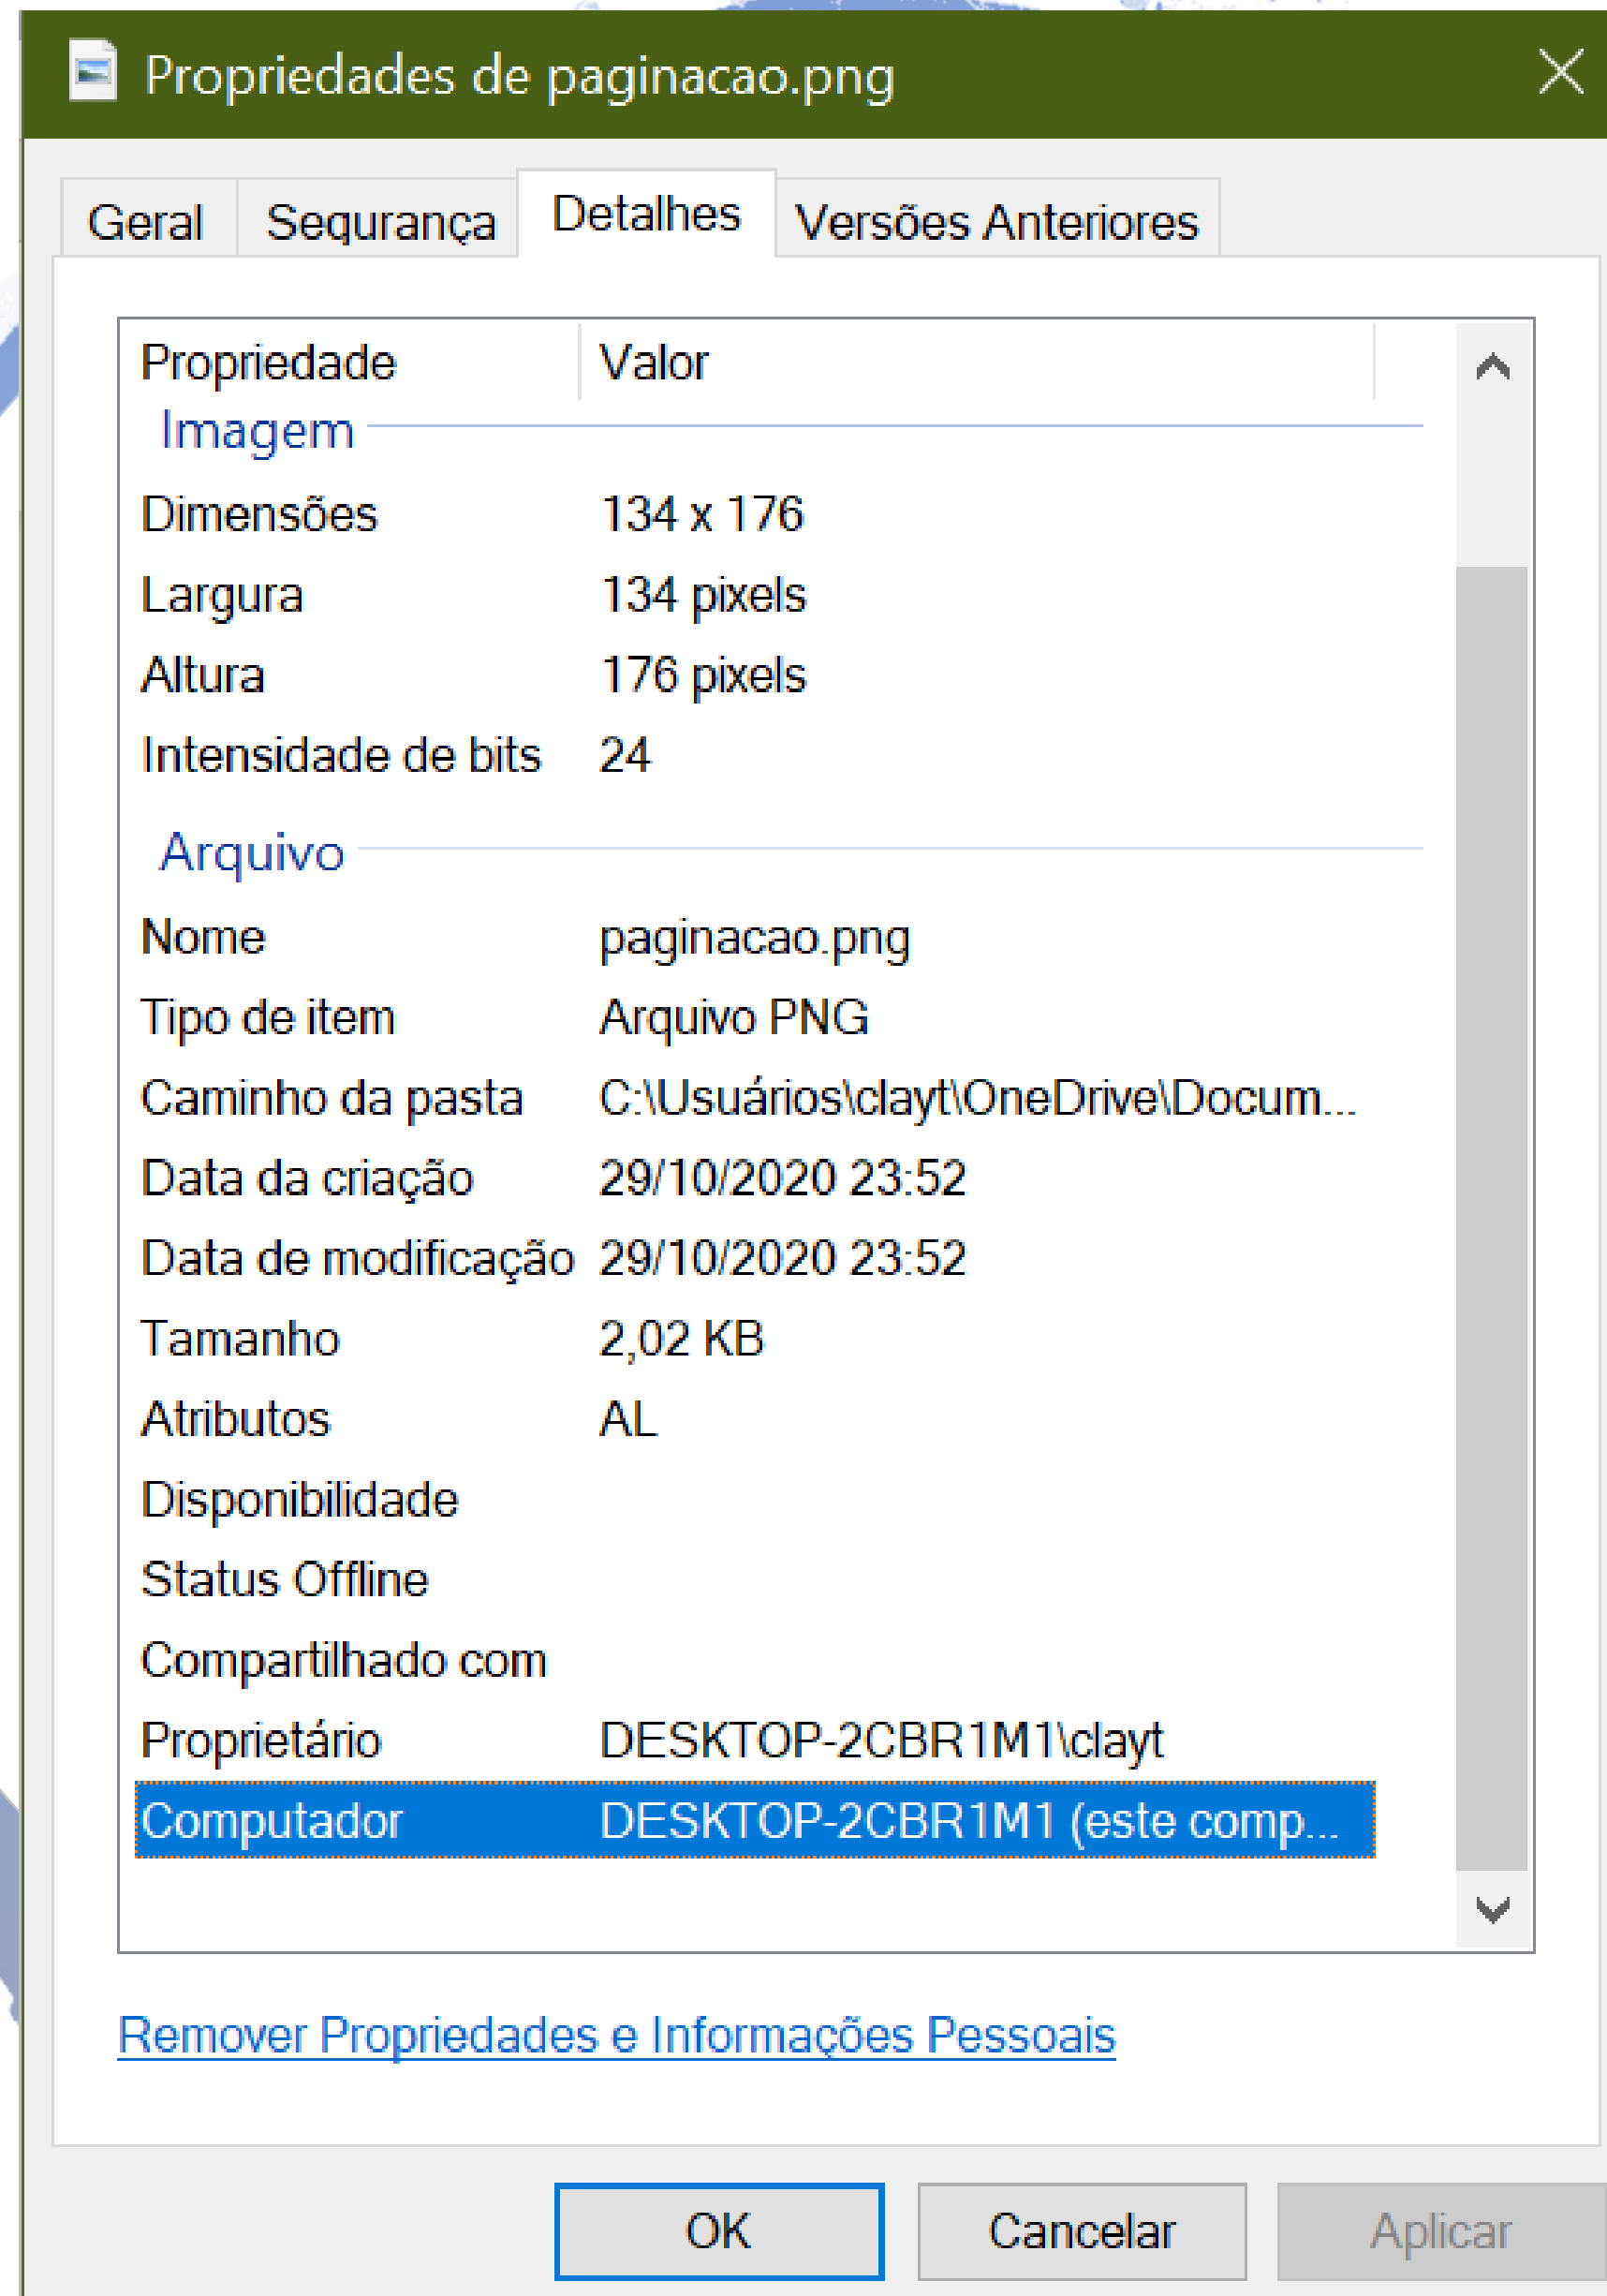 Propriedades de paginacao.png
Geral Segurança Detalhes Versões Anteriores
Propriedade Valor
Imagem
Dimensões 134 x 176
Largura 134 pixels
Altura 176 pixels
Intensidade de bits 24
Arquivo
Nome paginacao.png
Tipo de item Arquivo PNG
Caminho da pasta C:\Usuários\clayt\OneDrive\Docum...
Data da criação 29/10/2020 23:52
Data de modificação 29/10/2020 23:52
Tamanho 2,02 KB
Atributos AL
Disponibilidade
Status Offline
Compartilhado com
Proprietário DESKTOP-2CBR1M1\clayt
Computador DESKTOP-2CBR1M1 (este comp...
Remover Propriedades e Informações Pessoais
OK Cancelar Aplicar